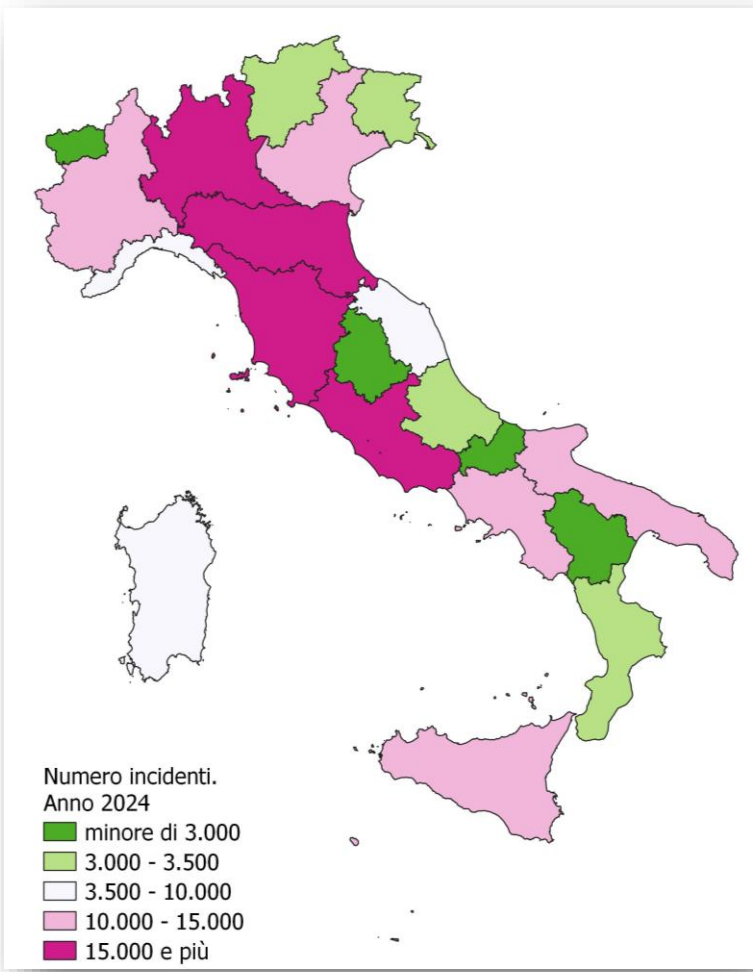 Numero incidenti.
Anno 2024
minore di 3.000
3.000 - 3.500
3.500 - 10.000
10.000 - 15.000
15.000 e più